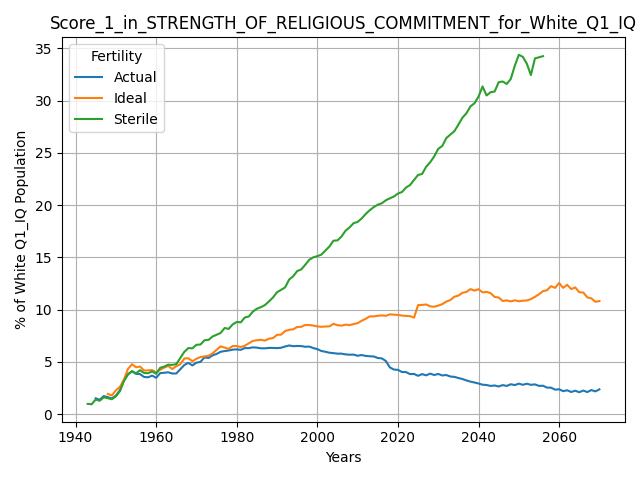 Score_1_in_STRENGTH_OF_RELIGIOUS_COMMITMENT_for_White_Q1_IQ
Fertility
Actual
Ideal
Sterile
% of White Q1_IQ Population
35
30
25
20
15
10
5
0
1940 1960 1980 2000 2020 2040 2060
Years